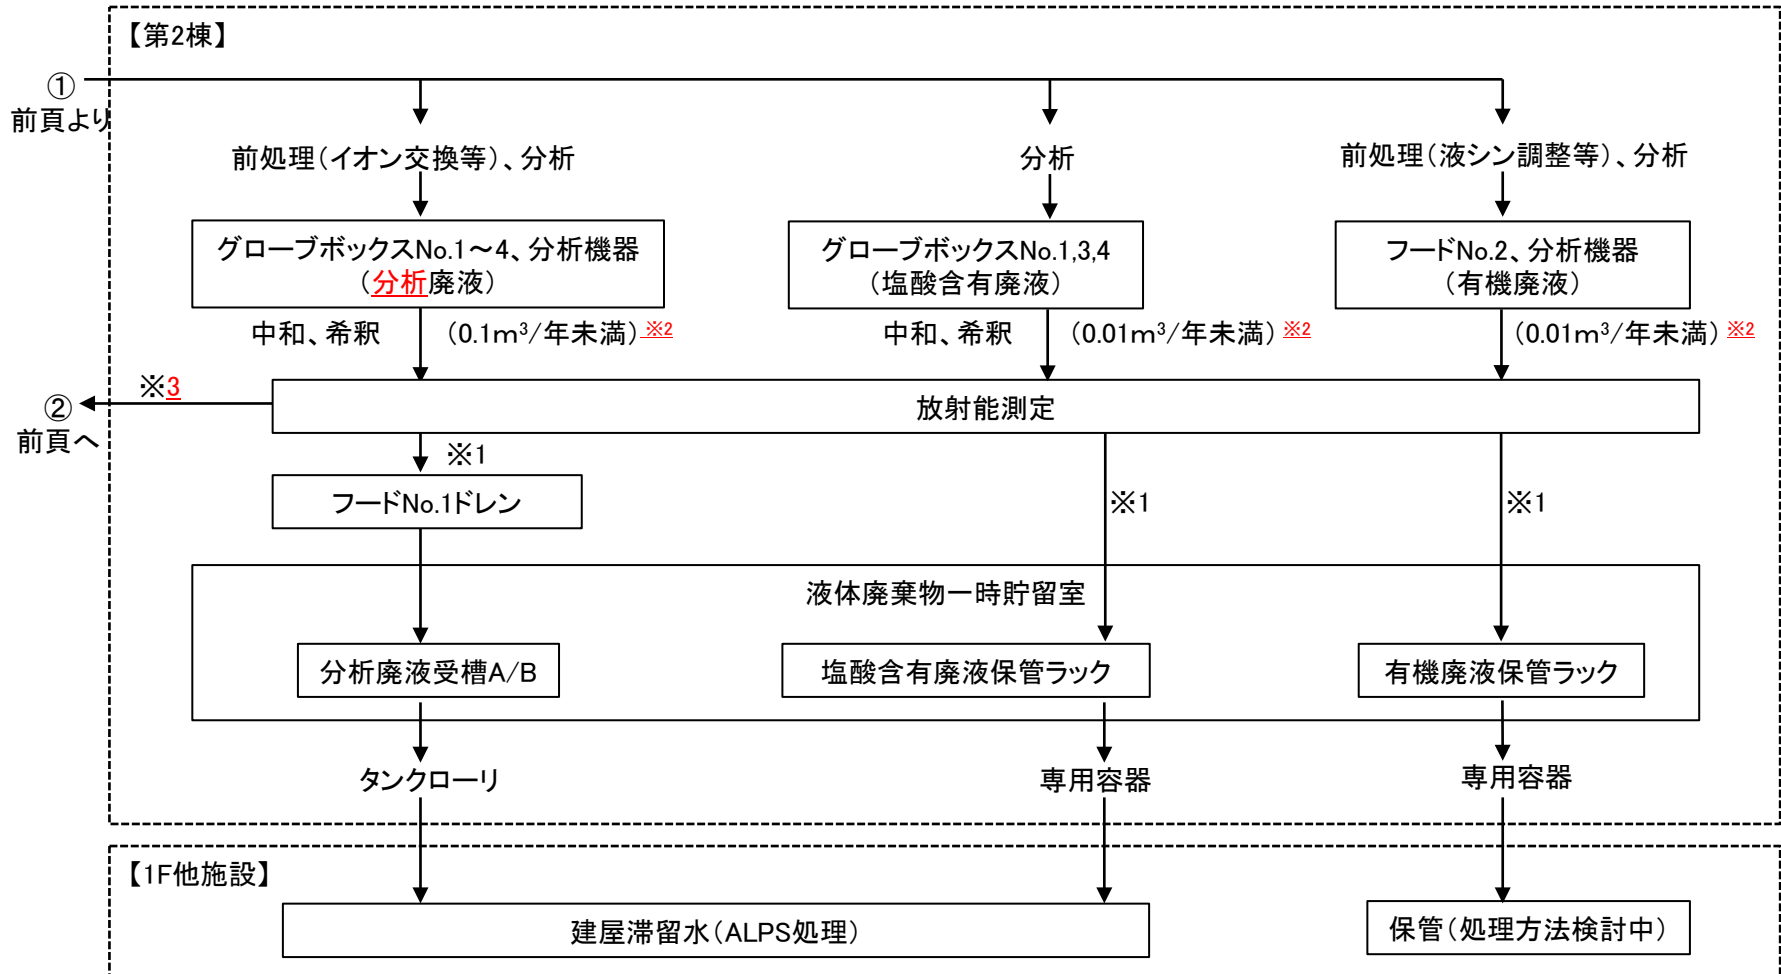 【第2棟】
①
前頁より
前処理（イオン交換等）、分析
分析
前処理（液シン調整等）、分析
グローブボックスNo.1～4、分析機器
（分析廃液）
グローブボックスNo.1,3,4
（塩酸含有廃液）
フードNo.2、分析機器
（有機廃液）
中和、希釈 （0.1m³/年未満）※2
中和、希釈 （0.01m³/年未満）※2
（0.01m³/年未満）※2
※3
②
前頁へ
放射能測定
※1
フードNo.1ドレン
※1
※1
液体廃棄物一時貯留室
分析廃液受槽A/B
塩酸含有廃液保管ラック
有機廃液保管ラック
タンクローリ
専用容器
専用容器
【1F他施設】
建屋滞留水（ALPS処理）
保管（処理方法検討中）